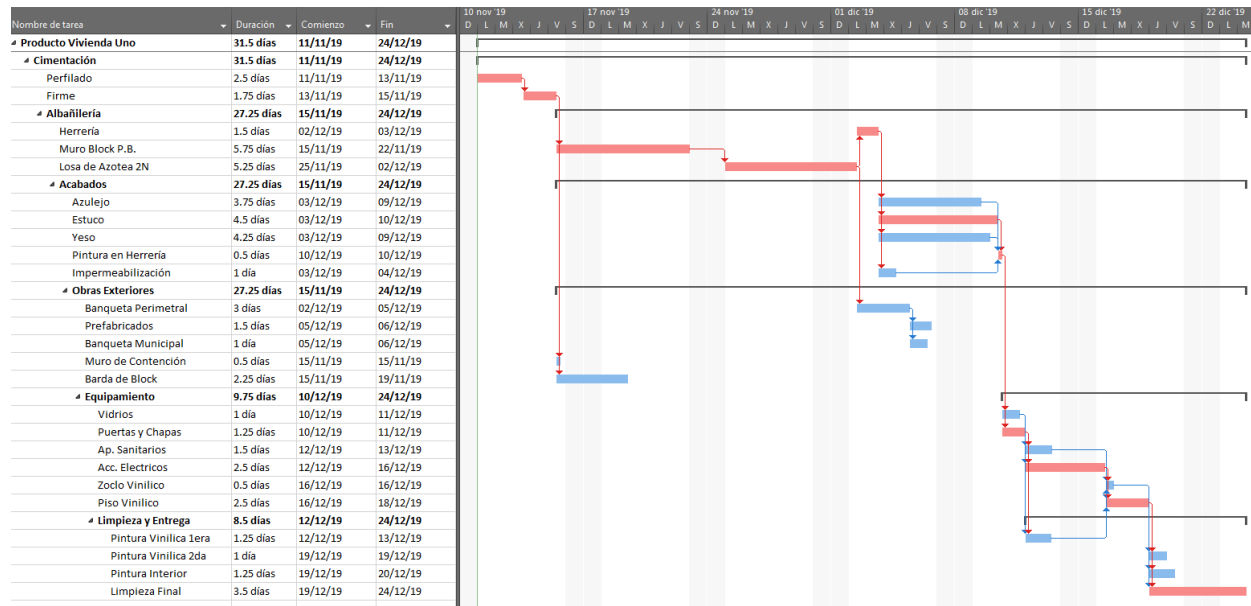 10 nov '19 17 nov '19 24 nov '19 01 dic '19 08 dic '19 15 dic '19 22 dic '19
Nombre de tarea Duración Comienzo Fin D L M X J V S D L M X J V S D L M X J V S D L M X J V S D L M X J V S D L M X J V S D L M
Producto Vivienda Uno 31.5 días 11/11/19 24/12/19
Cimentación 31.5 días 11/11/19 24/12/19
Perfilado 2.5 días 11/11/19 13/11/19
Firme 1.75 días 13/11/19 15/11/19
Albañilería 27.25 días 15/11/19 24/12/19
Herrería 1.5 días 02/12/19 03/12/19
Muro Block P.B. 5.75 días 15/11/19 22/11/19
Losa de Azotea 2N 5.25 días 25/11/19 02/12/19
Acabados 27.25 días 15/11/19 24/12/19
Azulejo 3.75 días 03/12/19 09/12/19
Estuco 4.5 días 03/12/19 10/12/19
Yeso 4.25 días 03/12/19 09/12/19
Pintura en Herrería 0.5 días 10/12/19 10/12/19
Impermeabilización 1 día 03/12/19 04/12/19
Obras Exteriores 27.25 días 15/11/19 24/12/19
Banqueta Perimetral 3 días 02/12/19 05/12/19
Prefabricados 1.5 días 05/12/19 06/12/19
Banqueta Municipal 1 día 05/12/19 06/12/19
Muro de Contención 0.5 días 15/11/19 15/11/19
Barda de Block 2.25 días 15/11/19 19/11/19
Equipamiento 9.75 días 10/12/19 24/12/19
Vidrios 1 día 10/12/19 11/12/19
Puertas y Chapas 1.25 días 10/12/19 11/12/19
Ap. Sanitarios 1.5 días 12/12/19 13/12/19
Acc. Electricos 2.5 días 12/12/19 16/12/19
Zoclo Vinilico 0.5 días 16/12/19 16/12/19
Piso Vinilico 2.5 días 16/12/19 18/12/19
Limpieza y Entrega 8.5 días 12/12/19 24/12/19
Pintura Vinilica 1era 1.25 días 12/12/19 13/12/19
Pintura Vinilica 2da 1 día 19/12/19 19/12/19
Pintura Interior 1.25 días 19/12/19 20/12/19
Limpieza Final 3.5 días 19/12/19 24/12/19